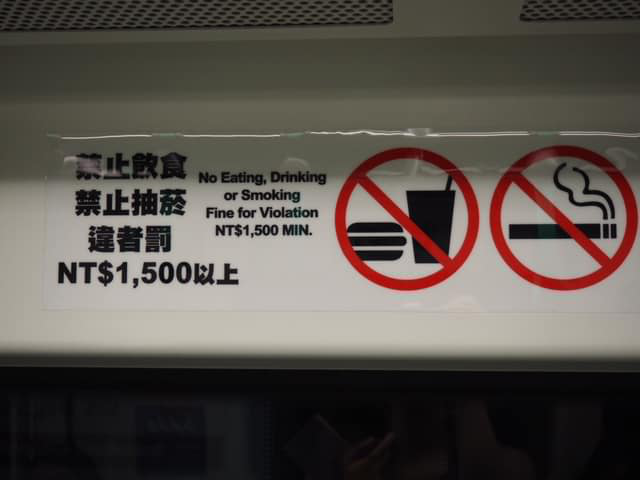 禁止飲食
禁止抽菸
違者罰
NT$1,500以上
No Eating, Drinking
or Smoking
Fine for Violation
NT$1,500 MIN.